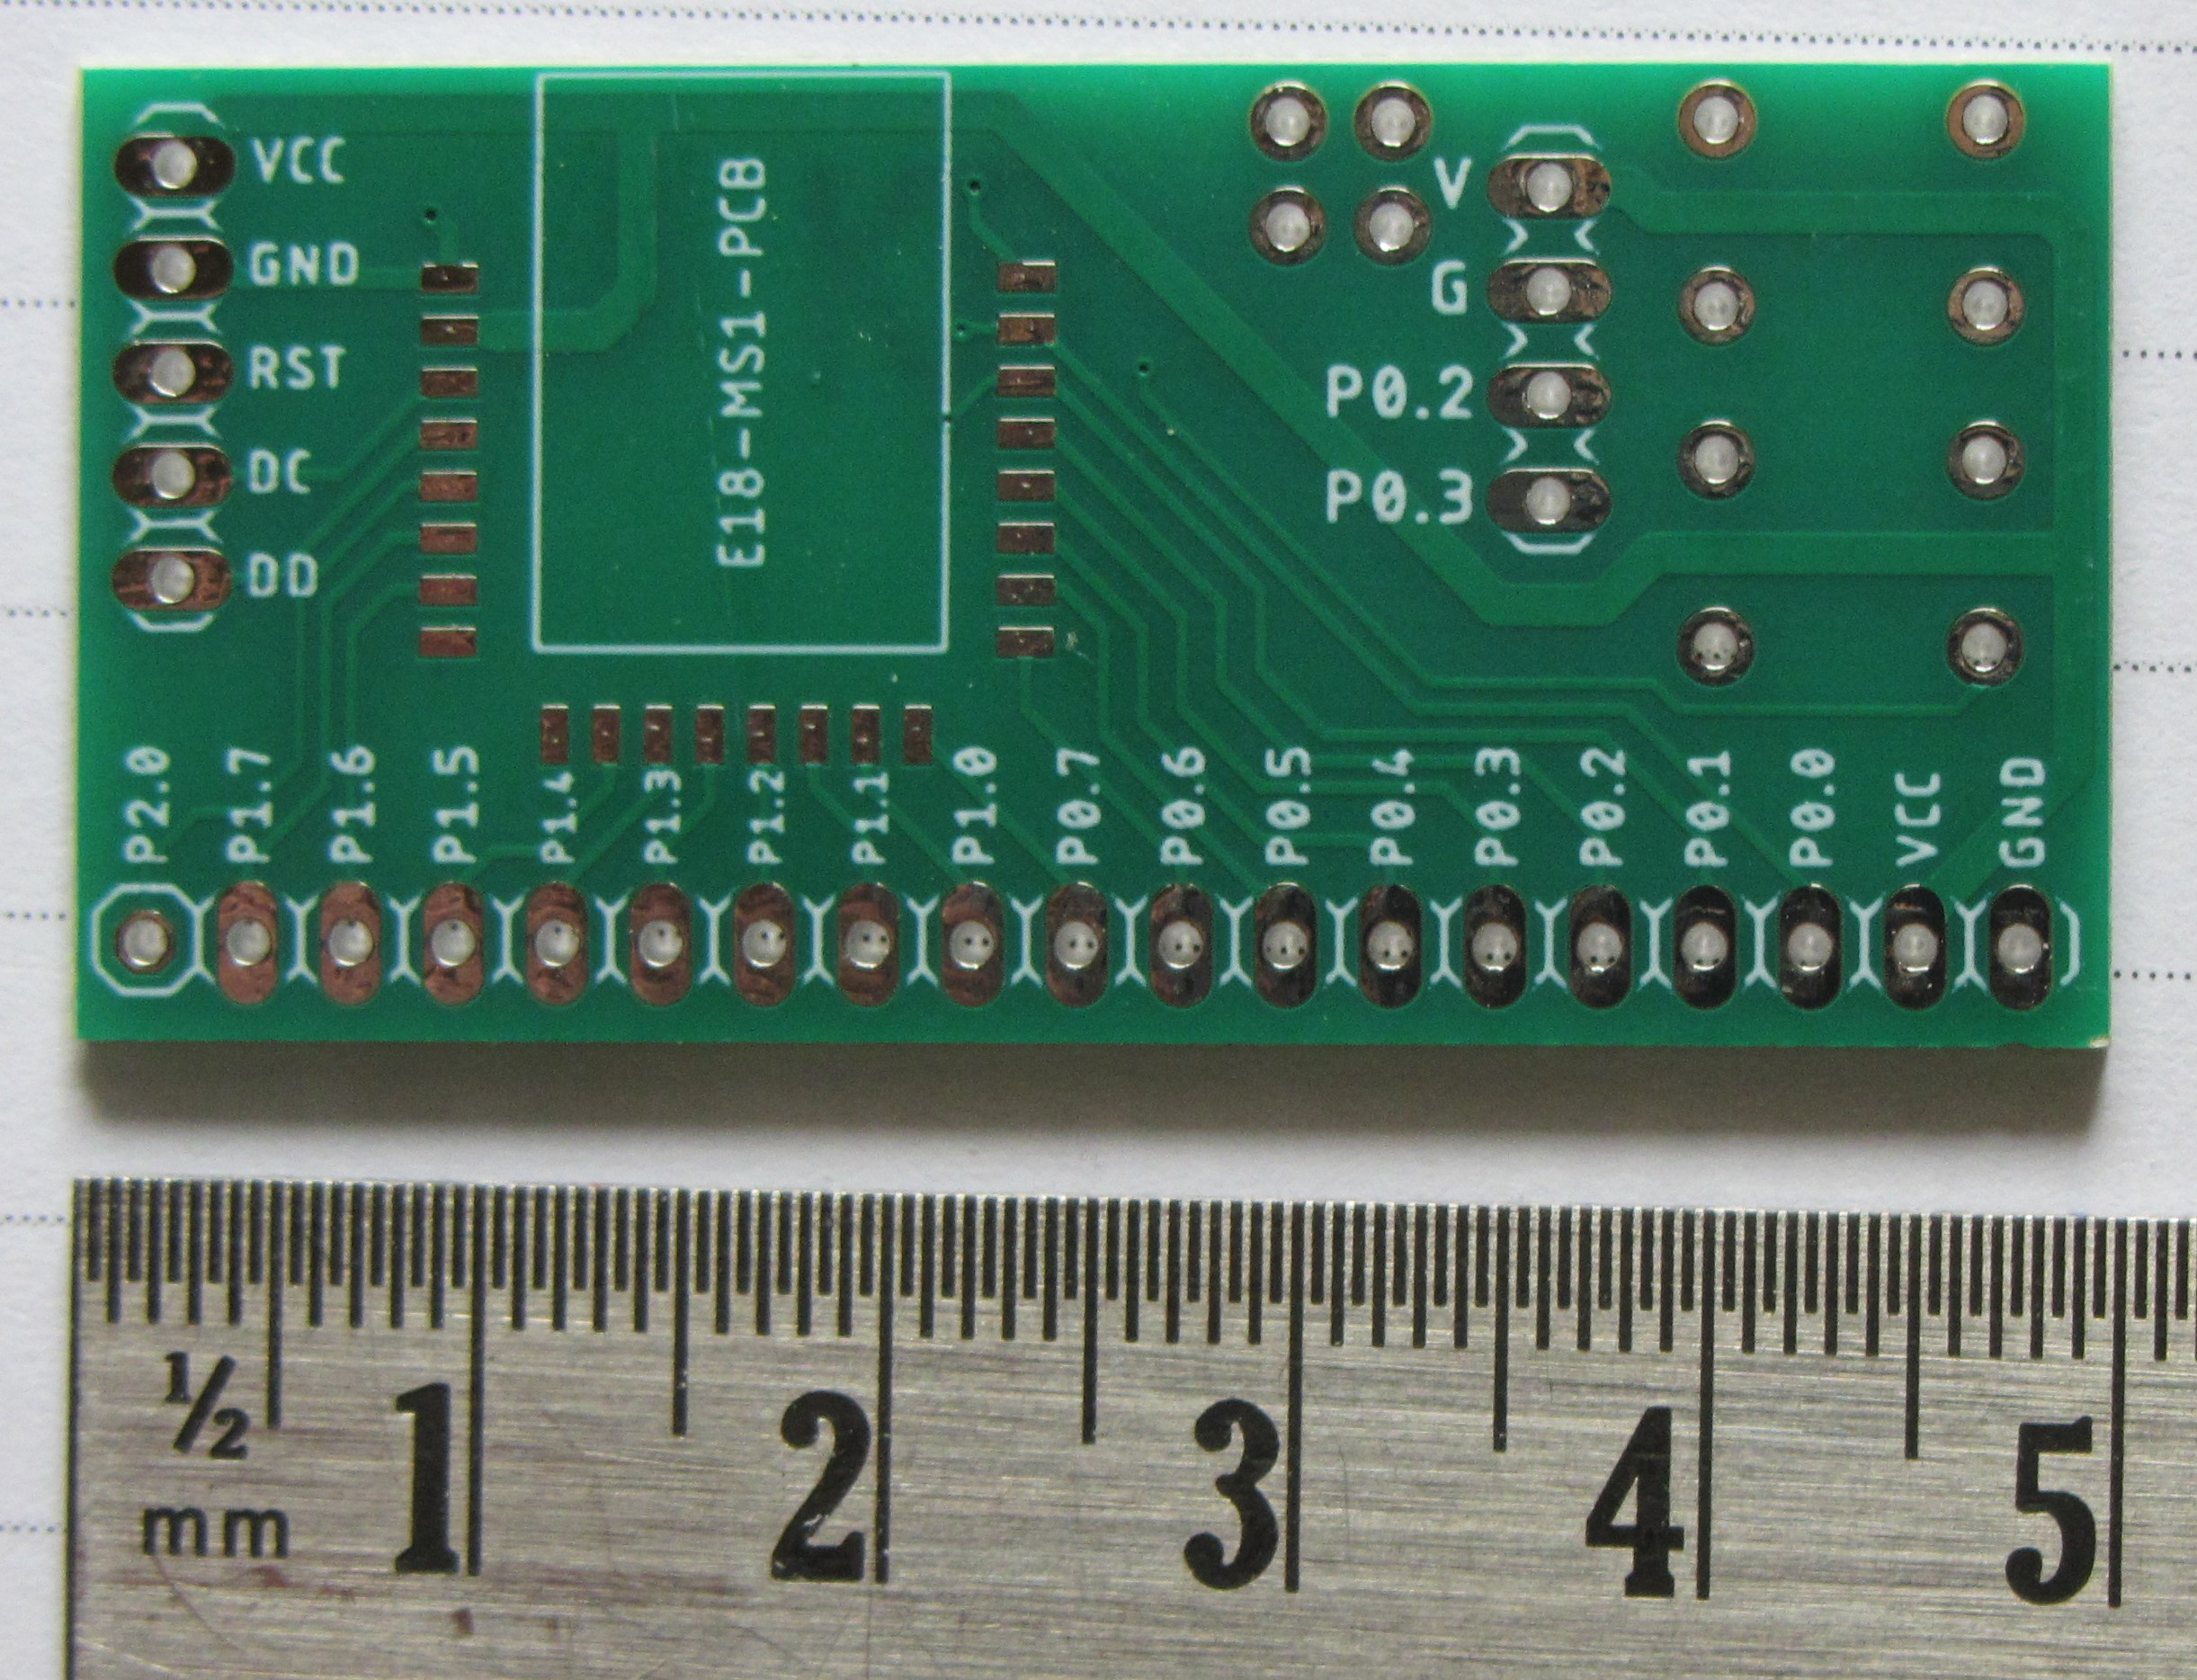 VCC
GND
RST
DC
DD
E18-MS1-PCB
V
G
P0.2
P0.3
P2.0
P1.7
P1.6
P1.5
P1.4
P1.3
P1.2
P1.1
P1.0
P0.7
P0.6
P0.5
P0.4
P0.3
P0.2
P0.1
P0.0
VCC
GND
1/2
mm
1 2 3 4 5